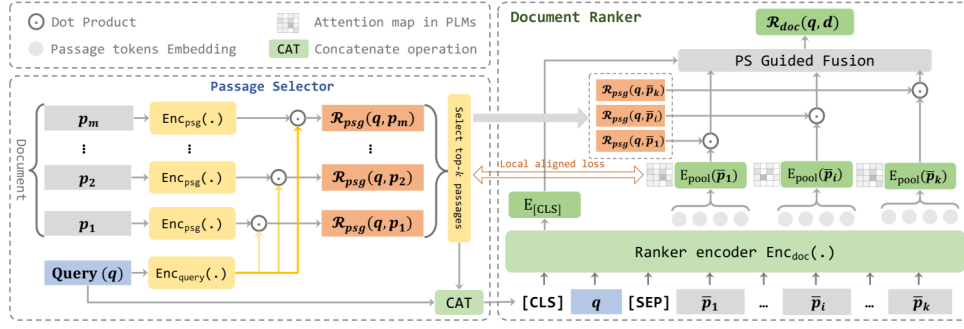 Dot Product
Attention map in PLMs
Passage tokens Embedding
CAT
Concatenate operation
Passage Selector
Document
p_m
Enc_psg(.)
R_psg(q, p_m)
⋮
⋮
p_2
Enc_psg(.)
R_psg(q, p_2)
p_1
Enc_psg(.)
R_psg(q, p_1)
Query (q)
Enc_query(.)
Select top-k passages
CAT
Document Ranker
R_doc(q, d)
PS Guided Fusion
R_psg(q, p̅_k)
R_psg(q, p̅_i)
R_psg(q, p̅_1)
Local aligned loss
E_[CLS]
E_pool(p̅_1)
E_pool(p̅_i)
E_pool(p̅_k)
Ranker encoder Enc_doc(.)
[CLS] q [SEP] p̅_1 … p̅_i … p̅_k